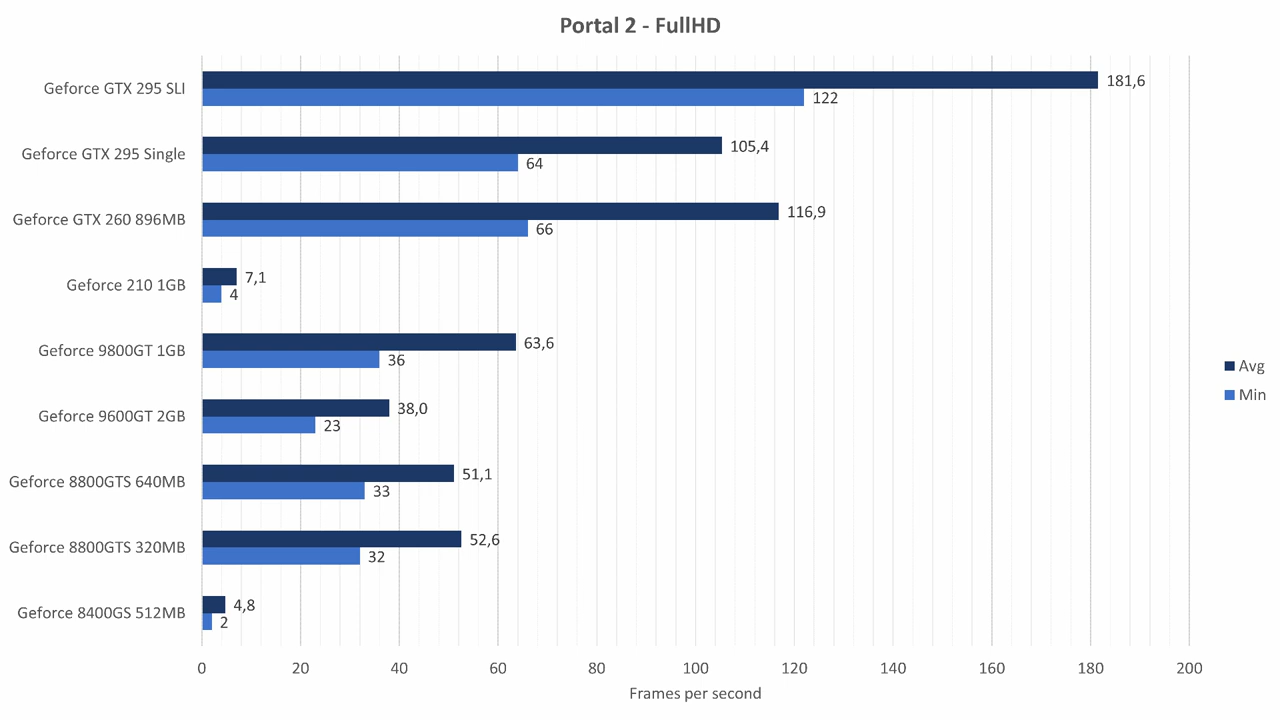 Portal 2 - FullHD
Geforce GTX 295 SLI
181,6
122
Geforce GTX 295 Single
105,4
64
Geforce GTX 260 896MB
116,9
66
Geforce 210 1GB
7,1
4
Geforce 9800GT 1GB
63,6
36
Geforce 9600GT 2GB
38,0
23
Geforce 8800GTS 640MB
51,1
33
Geforce 8800GTS 320MB
52,6
32
Geforce 8400GS 512MB
4,8
2
Avg
Min
0 20 40 60 80 100 120 140 160 180 200
Frames per second